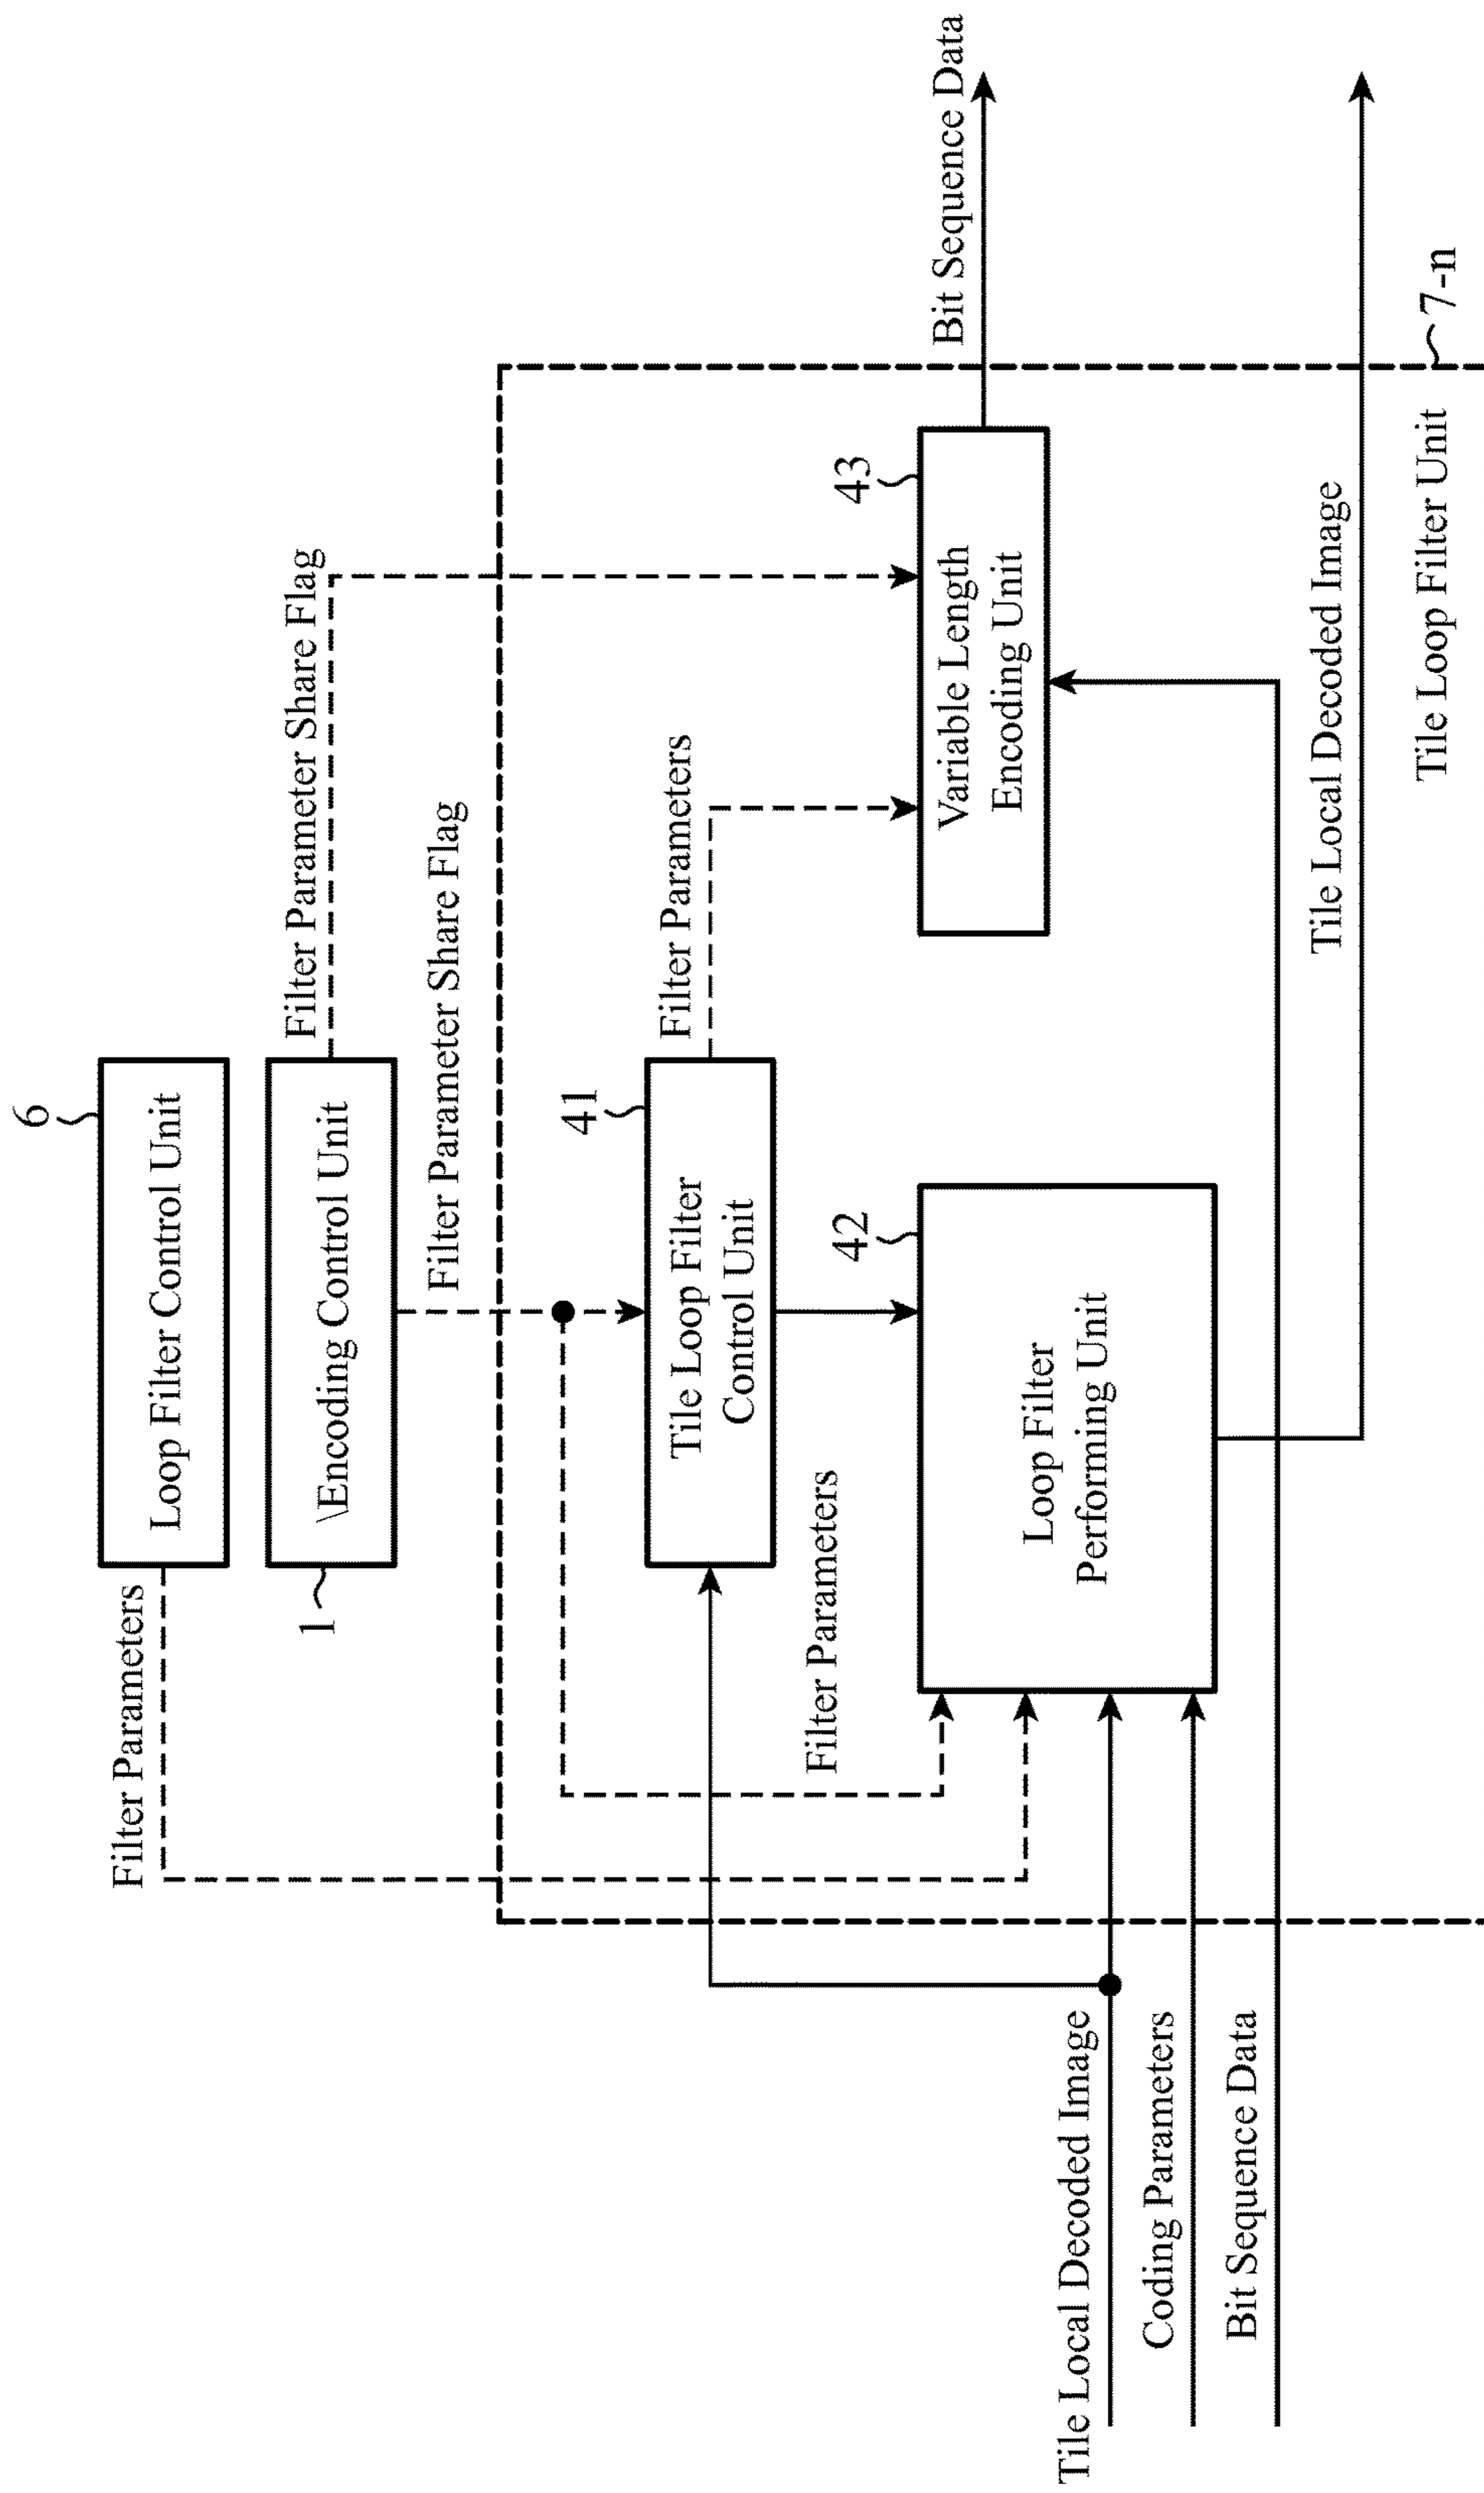 6
Loop Filter Control Unit
Filter Parameters
1
\Encoding Control Unit
Filter Parameter Share Flag
Filter Parameter Share Flag
41
Tile Loop Filter
Control Unit
Filter Parameters
Filter Parameters
42
Loop Filter
Performing Unit
43
Variable Length
Encoding Unit
Bit Sequence Data
Tile Local Decoded Image
Coding Parameters
Bit Sequence Data
Tile Local Decoded Image
Tile Loop Filter Unit
7-n